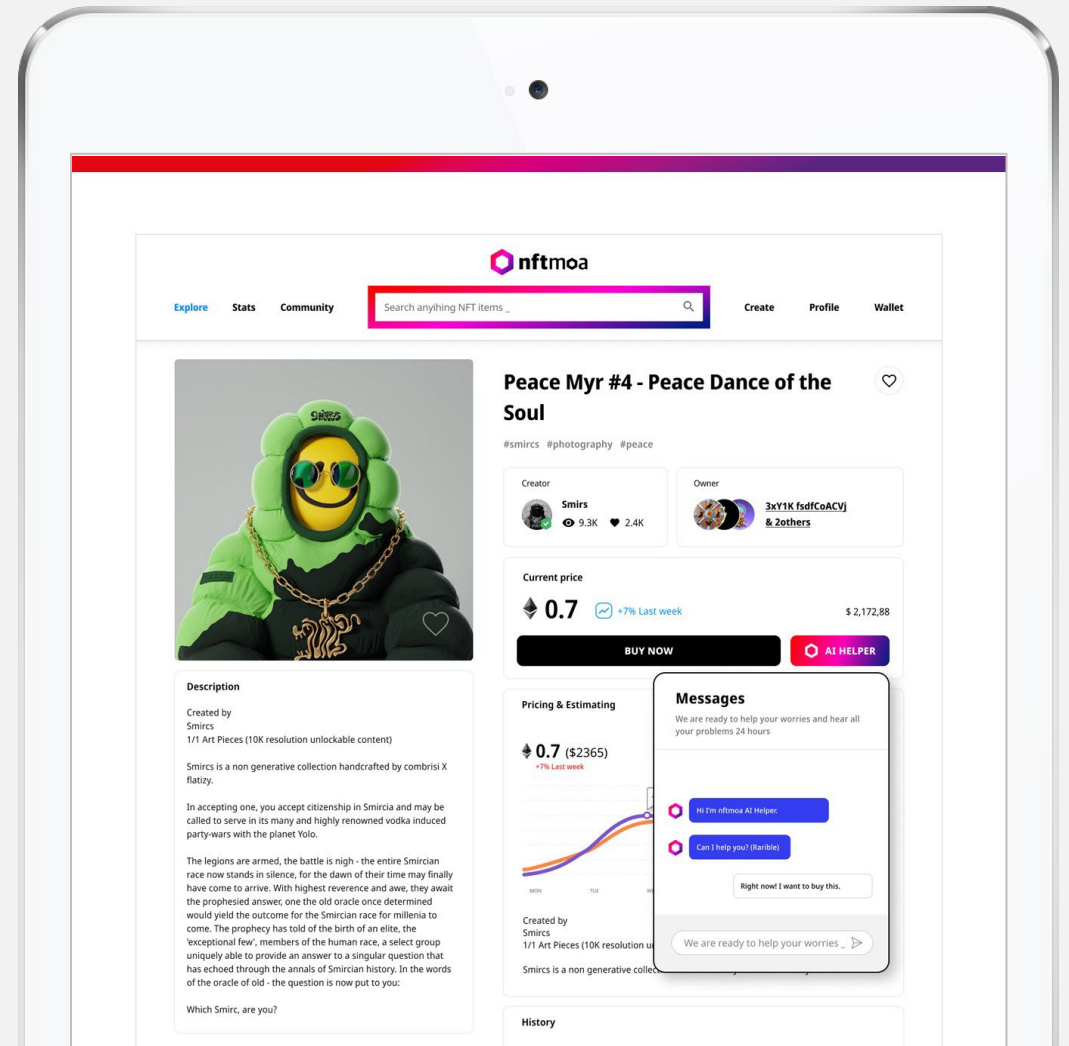 nftmoa
Explore
Stats
Community
Search anyihing NFT items _
Create
Profile
Wallet
Peace Myr #4 - Peace Dance of the
Soul
#smircs #photography #peace
Creator
Smirs
9.3K
2.4K
Owner
3xY1K fsdfCoACVj
& 2others
Current price
0.7
+7% Last week
$ 2,172,88
BUY NOW
AI HELPER
Description
Created by
Smircs
1/1 Art Pieces (10K resolution unlockable content)
Smircs is a non generative collection handcrafted by combrisi X
flatizy.
In accepting one, you accept citizenship in Smircia and may be
called to serve in its many and highly renowned vodka induced
party-wars with the planet Yolo.
The legions are armed, the battle is nigh - the entire Smircian
race now stands in silence, for the dawn of their time may finally
have come to arrive. With highest reverence and awe, they await
the prophesied answer, one the old oracle once determined
would yield the outcome for the Smircian race for millenia to
come. The prophecy has told of the birth of an elite, the
'exceptional few', members of the human race, a select group
uniquely able to provide an answer to a singular question that
has echoed through the annals of Smircian history. In the words
of the oracle of old - the question is now put to you:
Which Smirc, are you?
Pricing & Estimating
0.7 ($2365)
+7% Last week
MON
TUE
Created by
Smircs
1/1 Art Pieces (10K resolution
Smircs is a non generative
Messages
We are ready to help your worries and hear all
your problems 24 hours
Hi I'm nftmoa AI Helper.
Can I help you? (Rarible)
Right now! I want to buy this.
We are ready to help your worries _
History